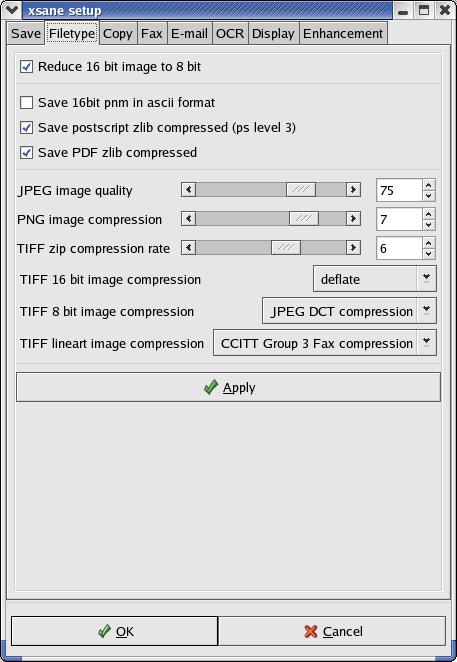 xsane setup
Save Filetype Copy Fax E-mail OCR Display Enhancement
Reduce 16 bit image to 8 bit
Save 16bit pnm in ascii format
Save postscript zlib compressed (ps level 3)
Save PDF zlib compressed
JPEG image quality 75
PNG image compression 7
TIFF zip compression rate 6
TIFF 16 bit image compression deflate
TIFF 8 bit image compression JPEG DCT compression
TIFF lineart image compression CCITT Group 3 Fax compression
Apply
OK Cancel